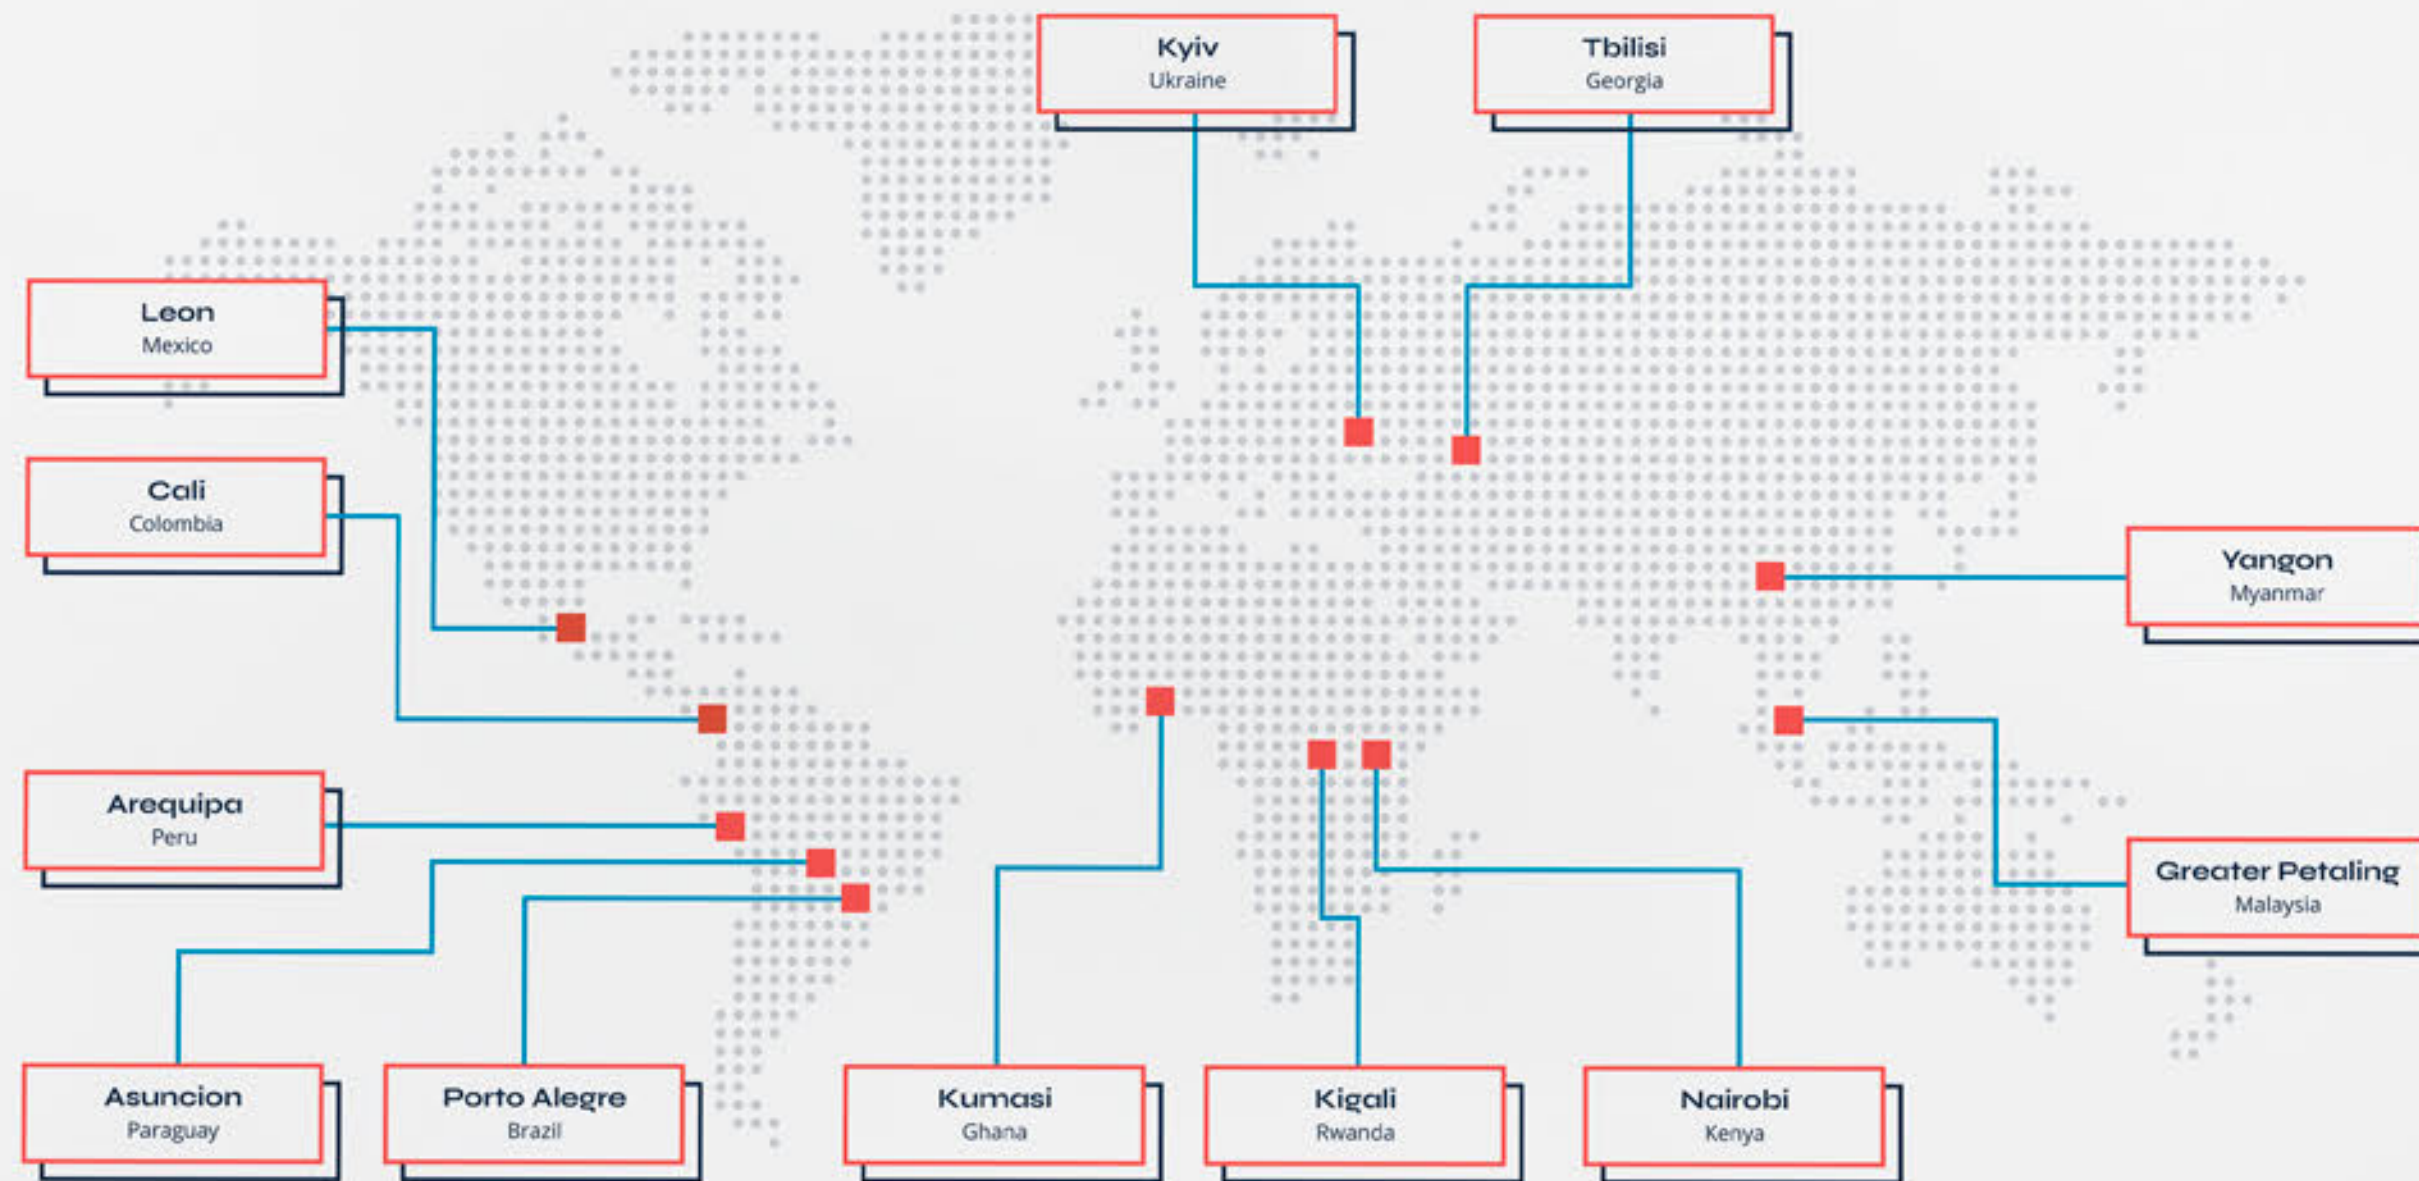 Kyiv
Ukraine
Tbilisi
Georgia
Leon
Mexico
Cali
Colombia
Yangon
Myanmar
Arequipa
Peru
Greater Petaling
Malaysia
Asuncion
Paraguay
Porto Alegre
Brazil
Kumasi
Ghana
Kigali
Rwanda
Nairobi
Kenya